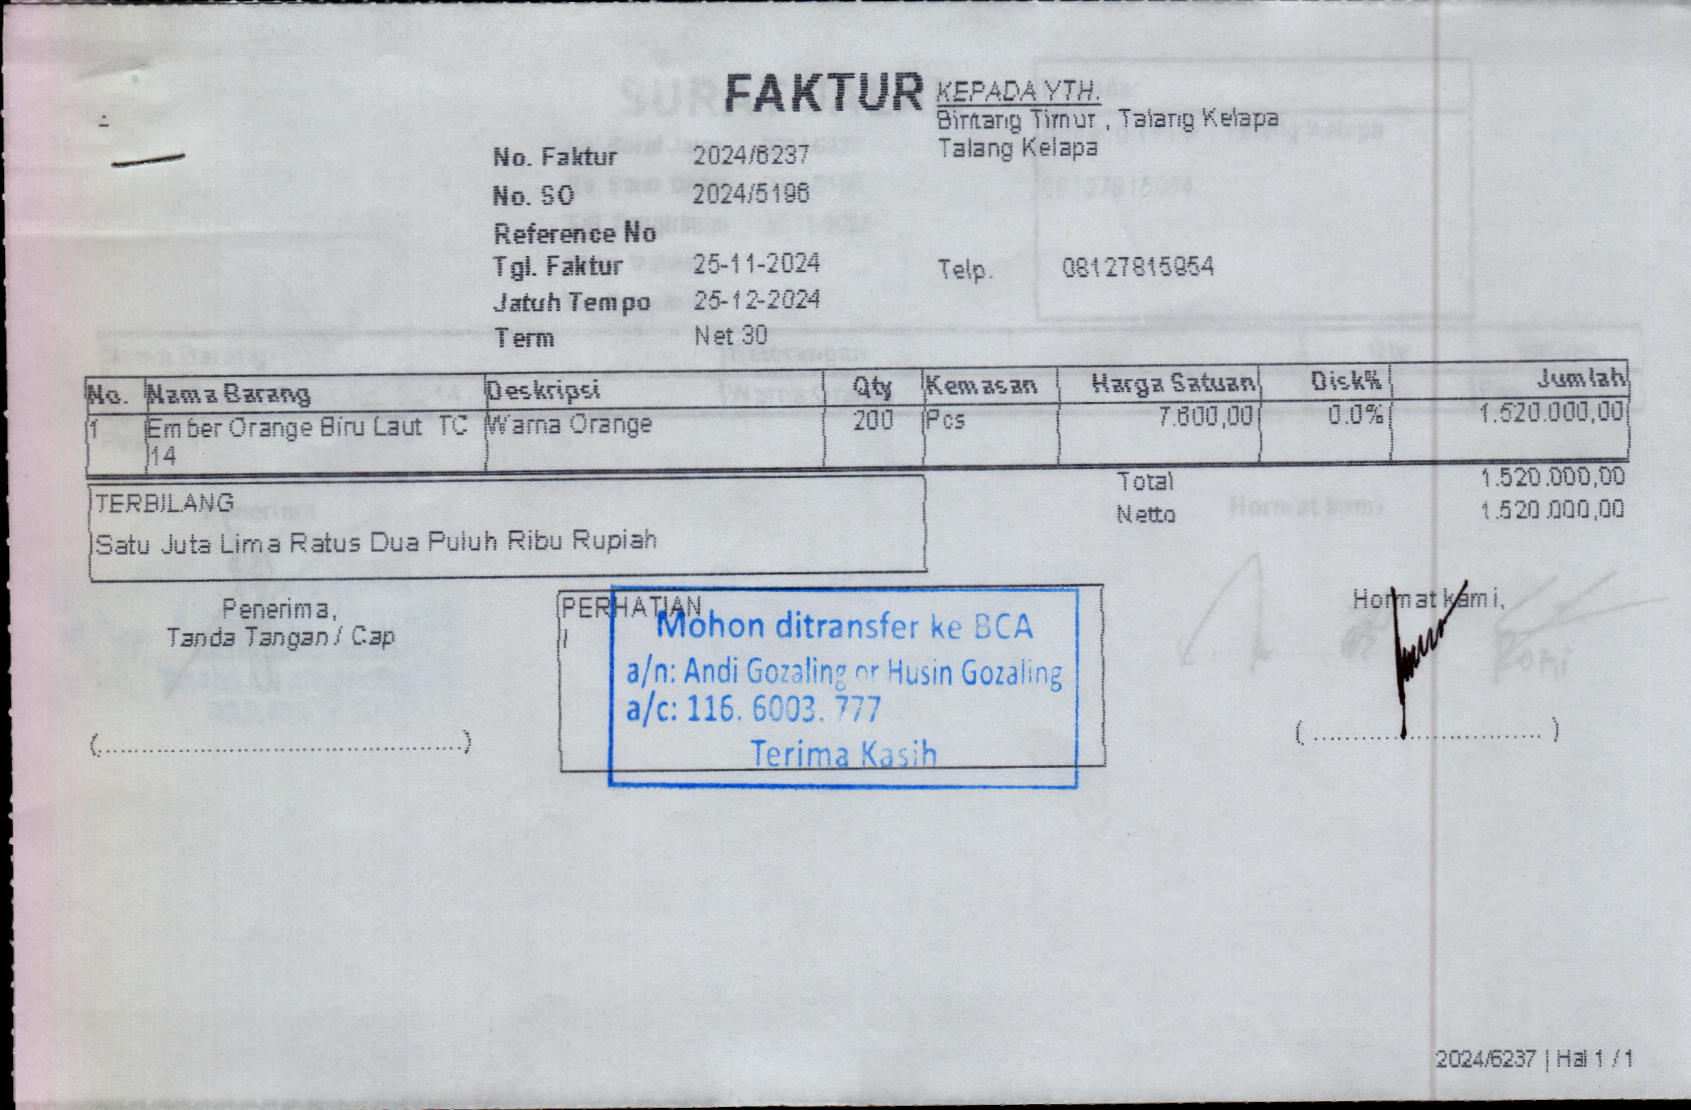 FAKTUR
KEPADA YTH.
Bintang Timur , Talang Kelapa
Talang Kelapa
No. Faktur 2024/6237
No. SO 2024/5196
Reference No
Tgl. Faktur 25-11-2024
Telp. 08127815954
Jatuh Tempo 25-12-2024
Term Net 30
No. Nama Barang Deskripsi Qty Kemasan Harga Satuan Disk% Jumlah
1 Ember Orange Biru Laut TC 14 Warna Orange 200 Pcs 7.600,00 0.0% 1.520.000,00
Total 1.520.000,00
Netto 1.520.000,00
TERBILANG
Satu Juta Lima Ratus Dua Puluh Ribu Rupiah
Penerima,
Tanda Tangan / Cap
PERHATIAN
Mohon ditransfer ke BCA
a/n: Andi Gozaling or Husin Gozaling
a/c: 116. 6003. 777
Terima Kasih
Hormat kami,
2024/6237 | Hal 1 / 1